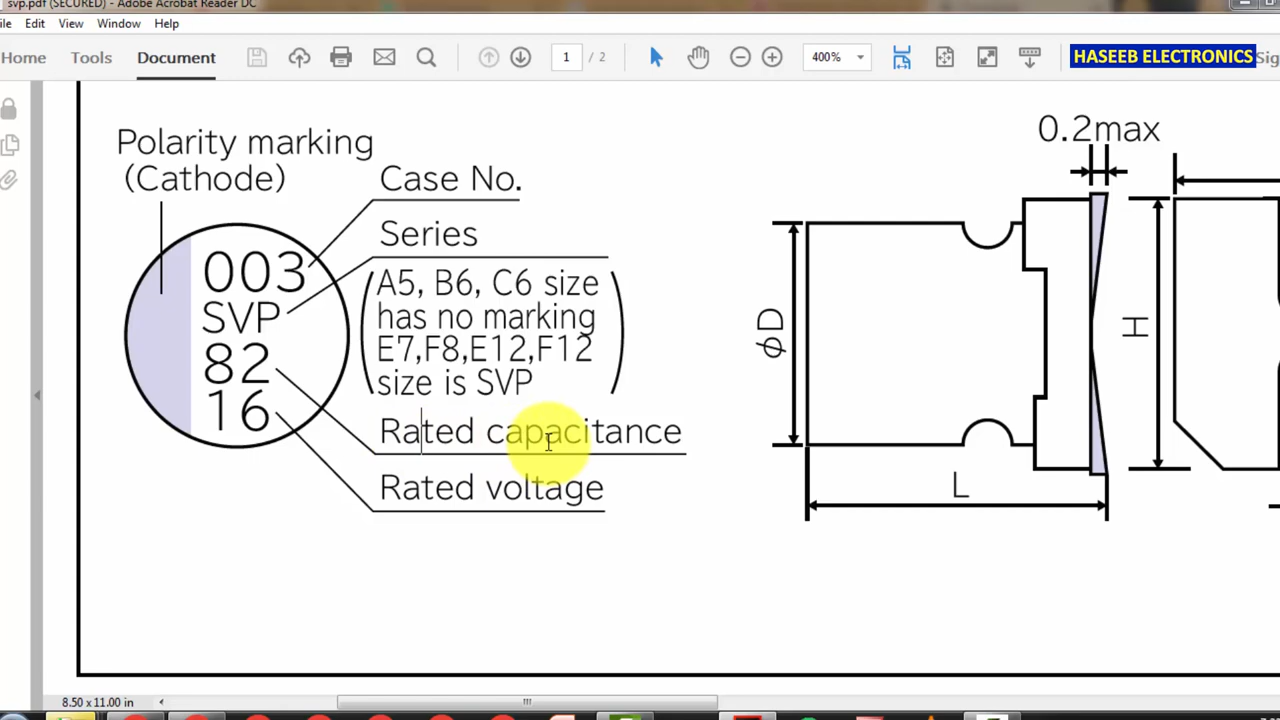 svp.pdf (SECURED) - Adobe Acrobat Reader DC
ile Edit View Window Help
Home Tools Document 1 / 2 400% HASEEB ELECTRONICS Sig
Polarity marking
(Cathode)
Case No.
Series
A5, B6, C6 size
has no marking
E7,F8,E12,F12
size is SVP
Rated capacitance
Rated voltage
003
SVP
82
16
0.2max
φD
L
H
8.50 x 11.00 in